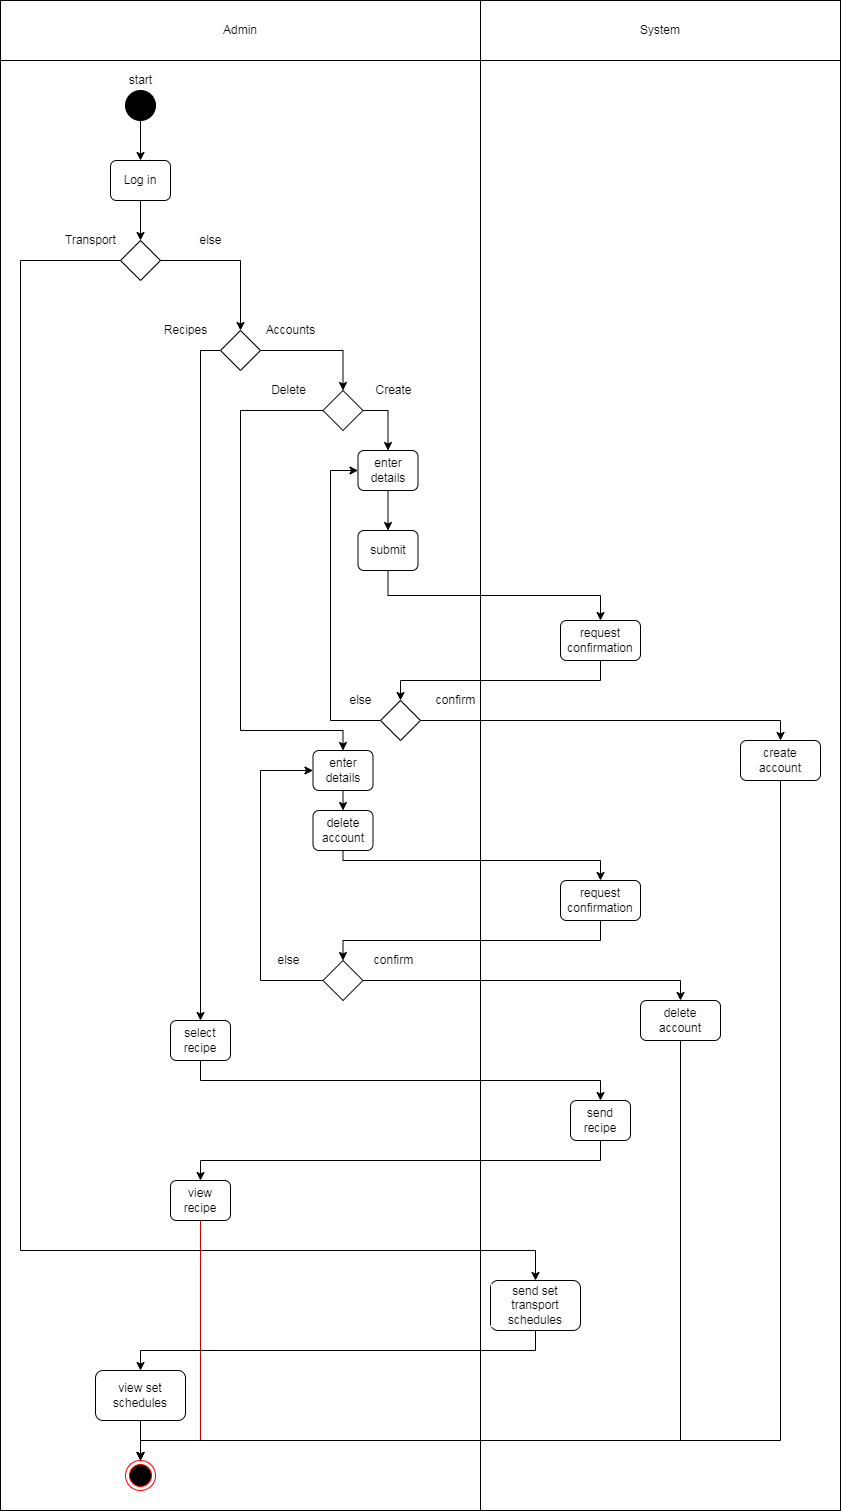 Admin
System
start
Log in
Transport
else
Recipes
Accounts
Delete
Create
enter
details
submit
request
confirmation
else
confirm
create
account
enter
details
delete
account
request
confirmation
else
confirm
delete
account
select
recipe
send
recipe
view
recipe
send set
transport
schedules
view set
schedules